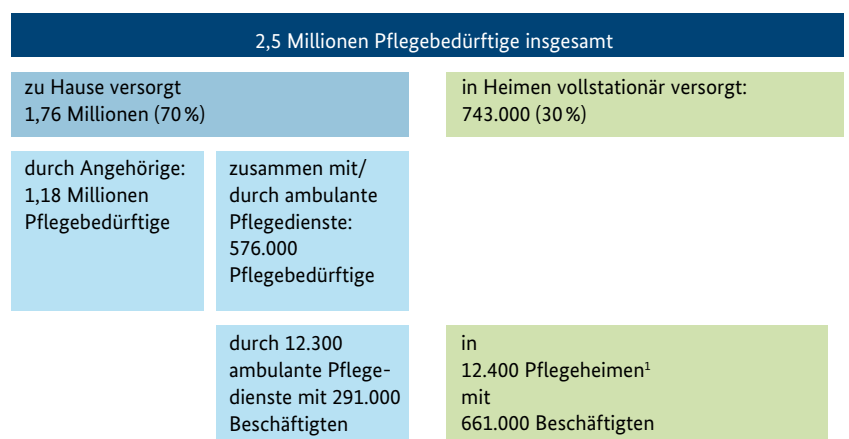 2,5 Millionen Pflegebedürftige insgesamt
zu Hause versorgt
1,76 Millionen (70 %)
in Heimen vollstationär versorgt:
743.000 (30 %)
durch Angehörige:
1,18 Millionen
Pflegebedürftige
zusammen mit/
durch ambulante
Pflegedienste:
576.000
Pflegebedürftige
durch 12.300
ambulante Pflege-
dienste mit 291.000
Beschäftigten
in
12.400 Pflegeheimen¹
mit
661.000 Beschäftigten